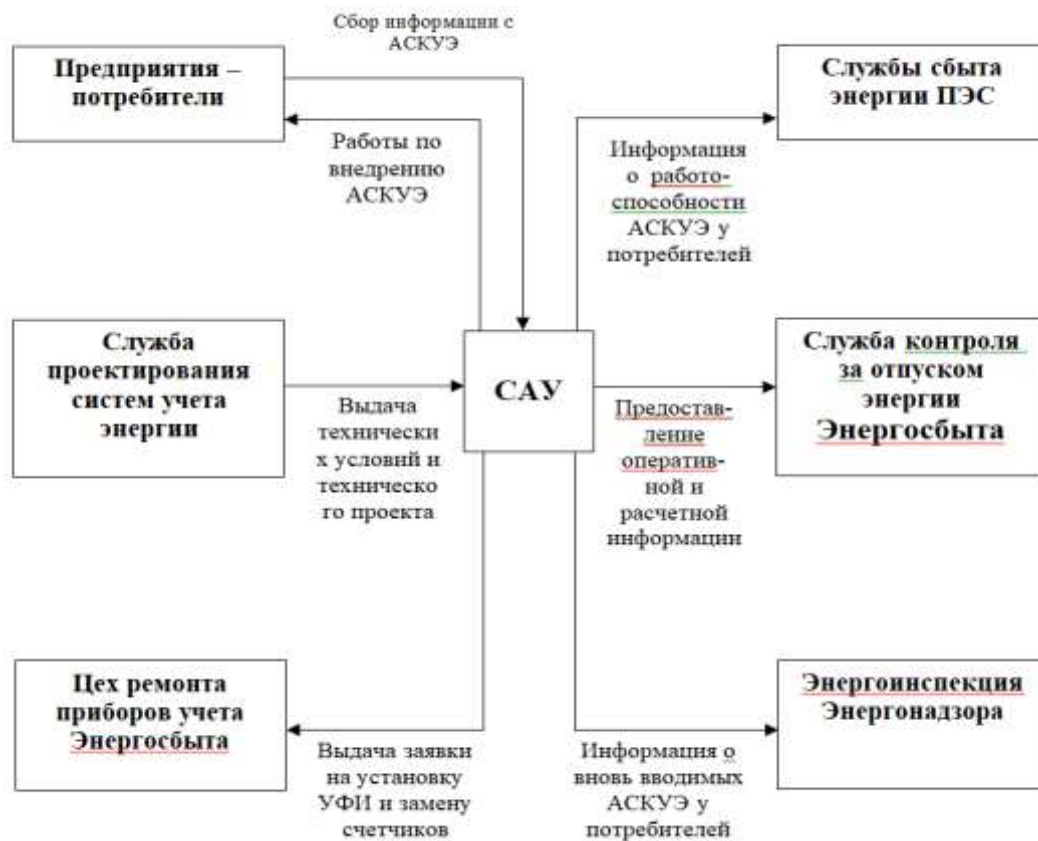 Сбор информации с
АСКУЭ
Предприятия –
потребители
Работы по
внедрению
АСКУЭ
Службы сбыта
энергии ПЭС
Информация
о работо-
способности
АСКУЭ у
потребителей
Служба
проектирования
систем учета
энергии
Выдача
технически
х условий и
техническо
го проекта
САУ
Служба контроля
за отпуском
энергии
Энергосбыта
Предостав-
ление
оператив-
ной и
расчетной
информации
Цех ремонта
приборов учета
Энергосбыта
Выдача заявки
на установку
УФИ и замену
счетчиков
Энергоинспекция
Энергонадзора
Информация о
вновь вводимых
АСКУЭ у
потребителей